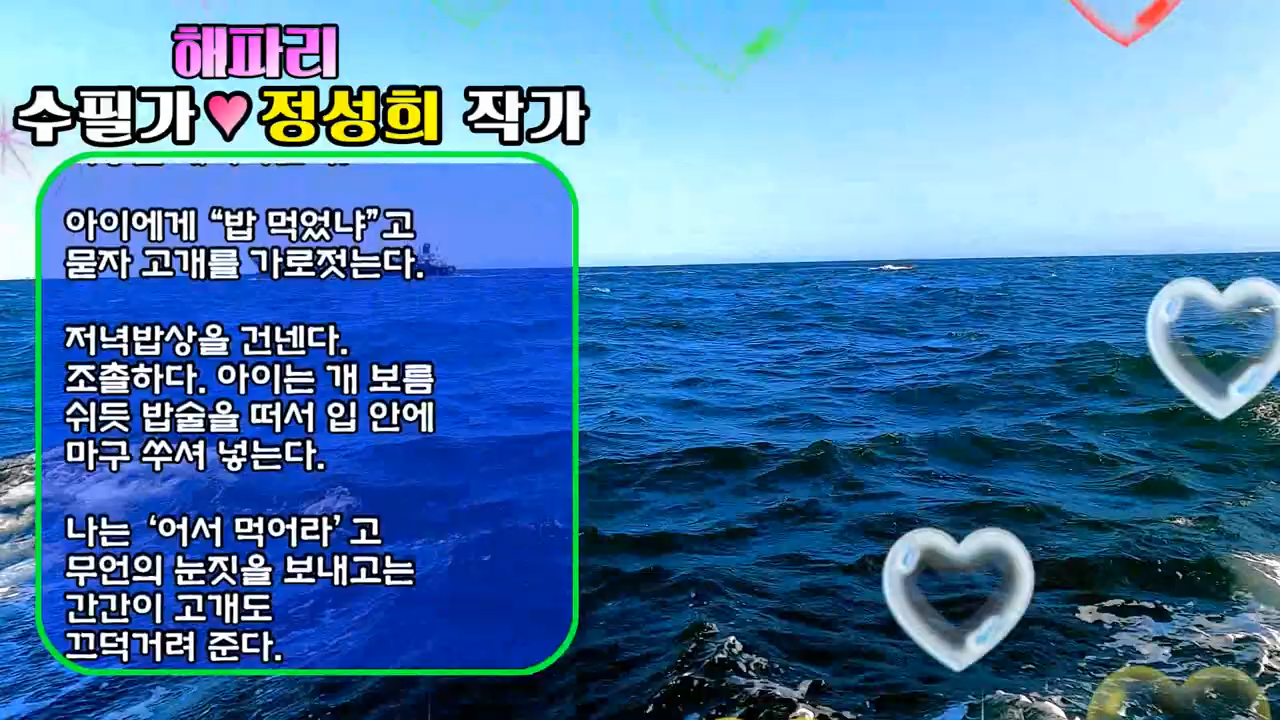 해파리
수필가♥정성희 작가
아이에게 “밥 먹었냐”고
묻자 고개를 가로젓는다.
저녁밥상을 건넨다.
조촐하다. 아이는 개 보름
쉬듯 밥술을 떠서 입 안에
마구 쑤셔 넣는다.
나는 ‘어서 먹어라’ 고
무언의 눈짓을 보내고는
간간이 고개도
끄덕거려 준다.